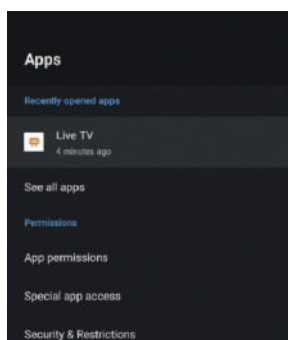 Apps
Recently opened apps
Live TV
4 minutes ago
See all apps
Permissions
App permissions
Special app access
Security & Restrictions